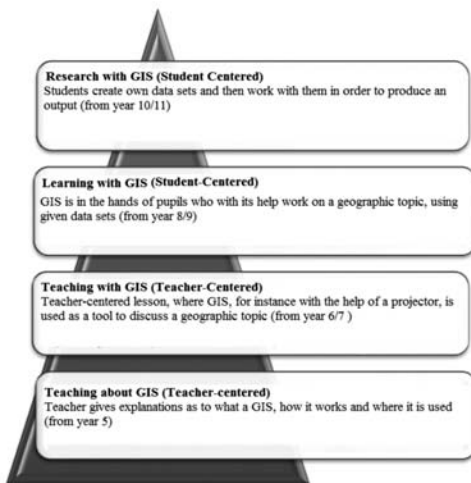 Research with GIS (Student Centered)
Students create own data sets and then work with them in order to produce an
output (from year 10/11)
Learning with GIS (Student-Centered)
GIS is in the hands of pupils who with its help work on a geographic topic, using
given data sets (from year 8/9)
Teaching with GIS (Teacher-Centered)
Teacher-centered lesson, where GIS, for instance with the help of a projector, is
used as a tool to discuss a geographic topic (from year 6/7 )
Teaching about GIS (Teacher-centered)
Teacher gives explanations as to what a GIS, how it works and where it is used
(from year 5)